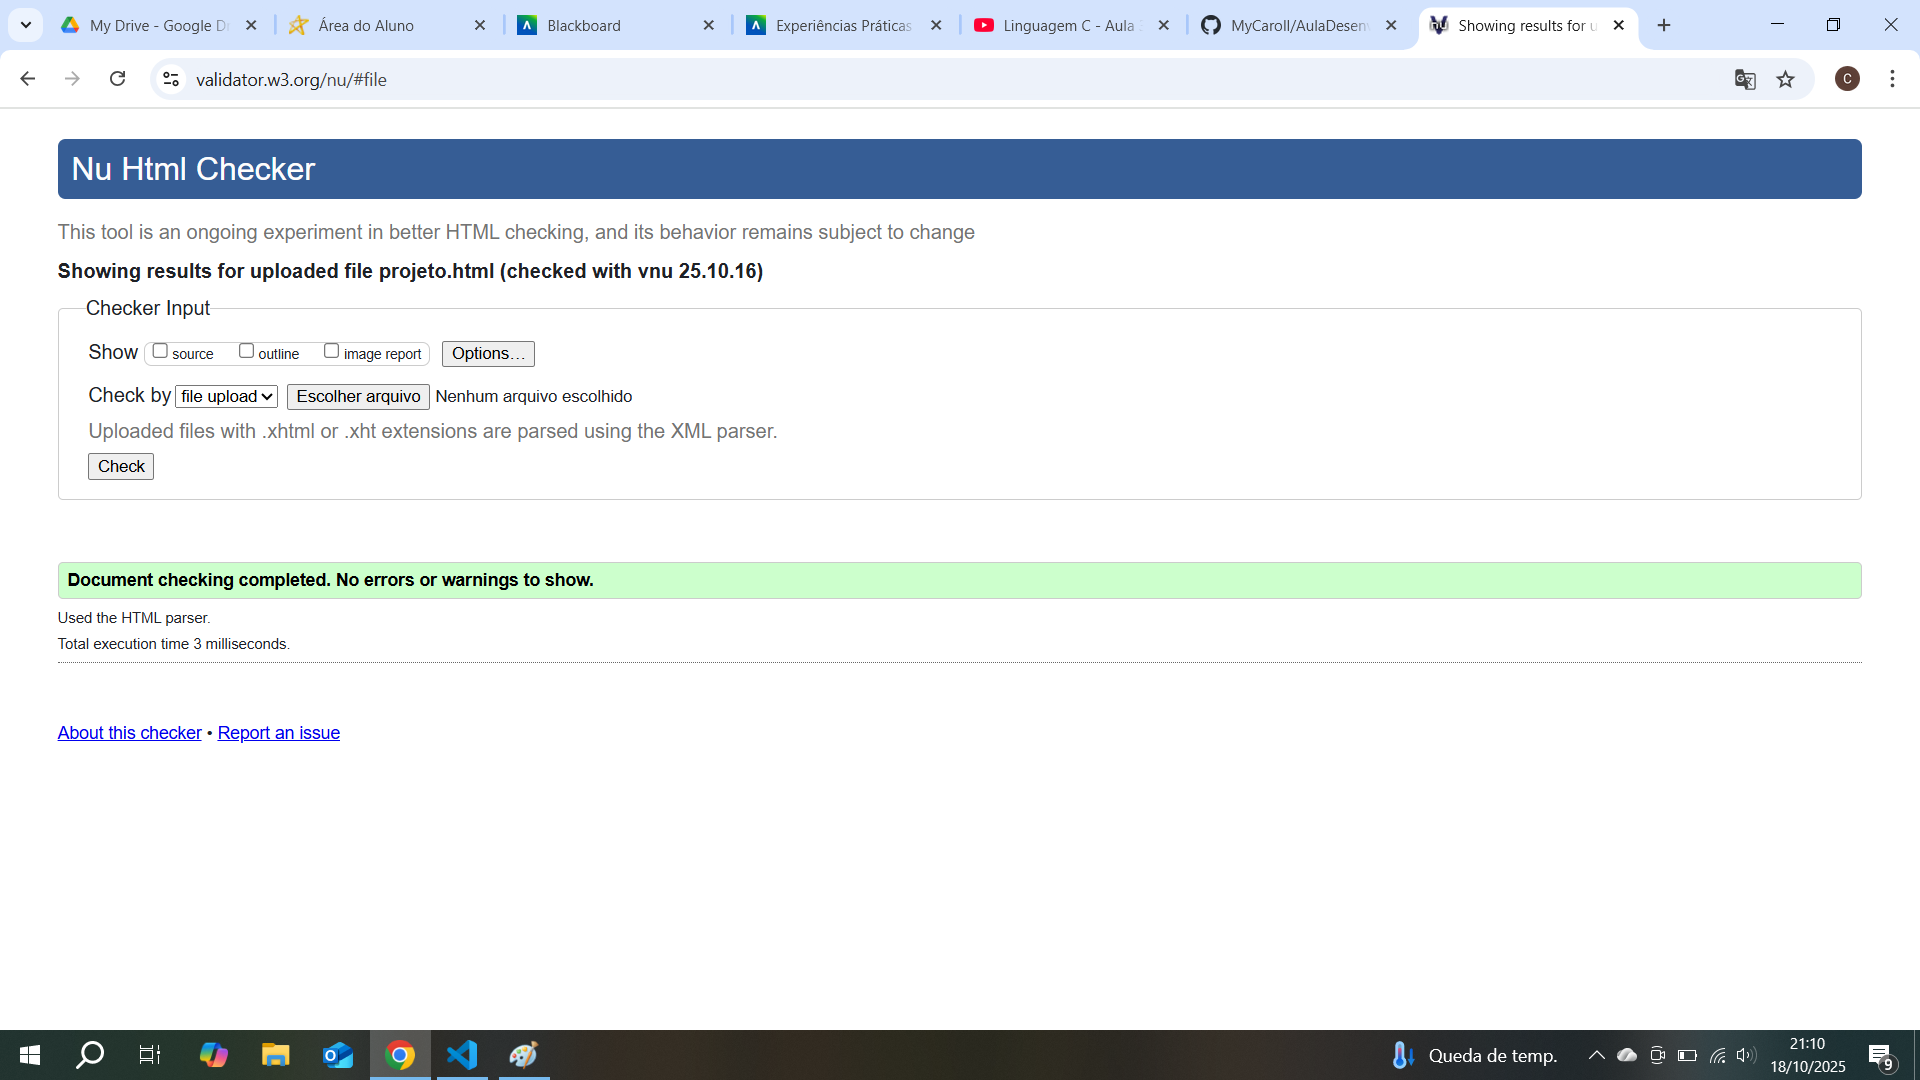 My Drive - Google Dr
Área do Aluno
Blackboard
Experiências Práticas
Linguagem C - Aula
MyCaroll/AulaDesenv
Showing results for u
validator.w3.org/nu/#file
C
Nu Html Checker
This tool is an ongoing experiment in better HTML checking, and its behavior remains subject to change
Showing results for uploaded file projeto.html (checked with vnu 25.10.16)
Checker Input
Show source outline image report Options…
Check by file upload Escolher arquivo Nenhum arquivo escolhido
Uploaded files with .xhtml or .xht extensions are parsed using the XML parser.
Check
Document checking completed. No errors or warnings to show.
Used the HTML parser.
Total execution time 3 milliseconds.
About this checker • Report an issue
Queda de temp.
21:10
18/10/2025
9